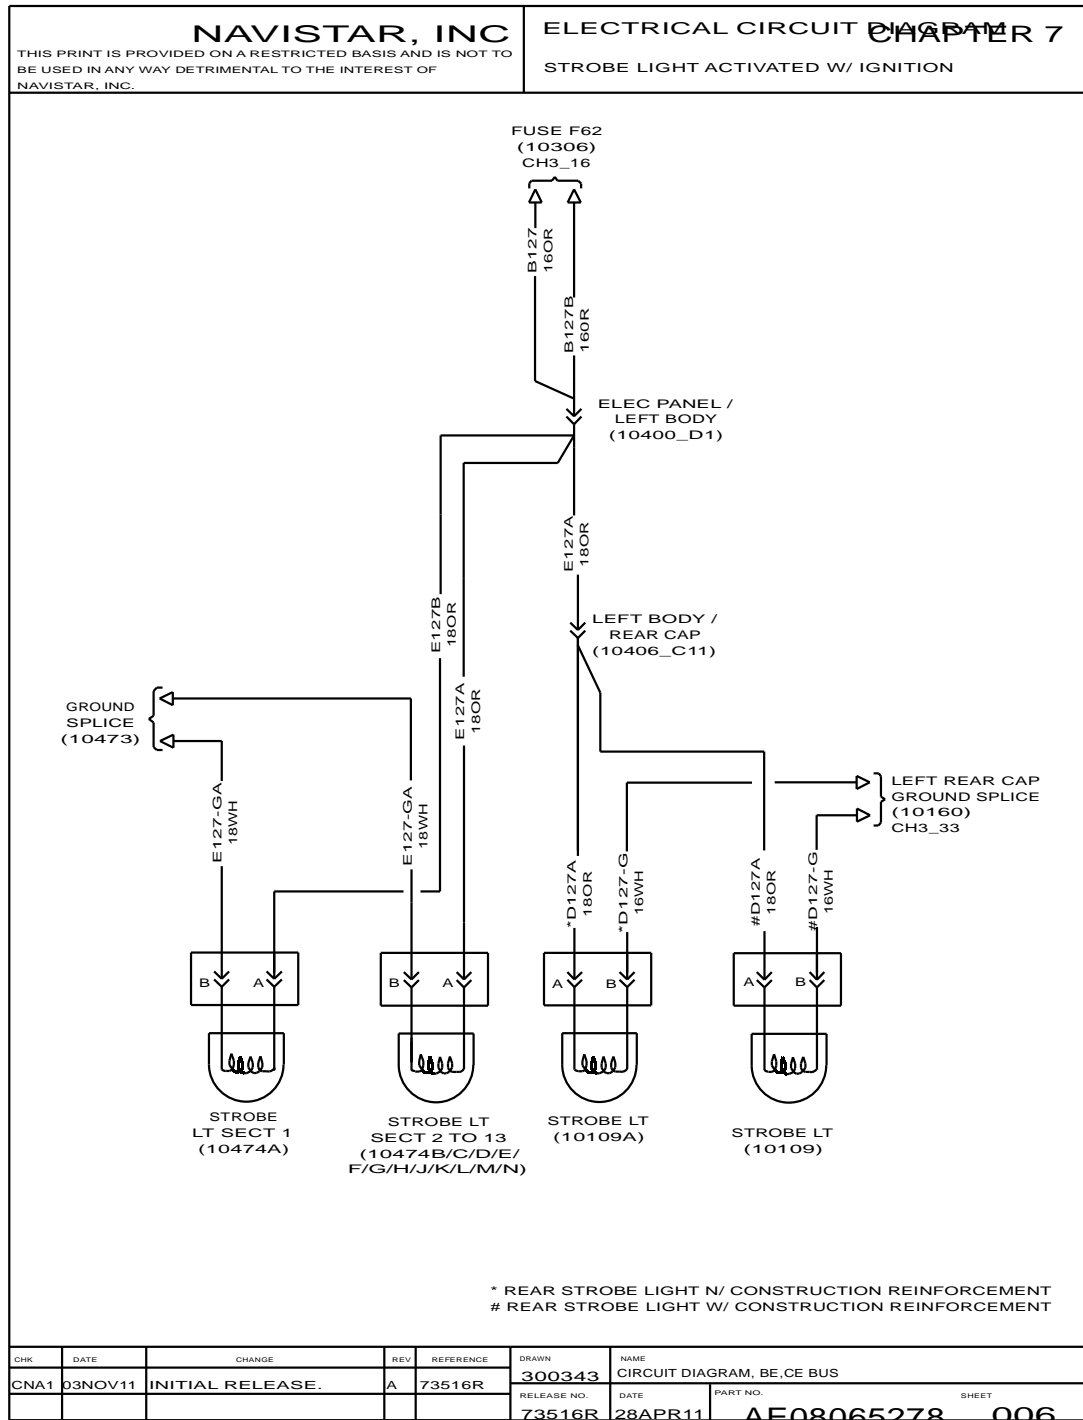 NAVISTAR, INC
THIS PRINT IS PROVIDED ON A RESTRICTED BASIS AND IS NOT TO
BE USED IN ANY WAY DETRIMENTAL TO THE INTEREST OF
NAVISTAR, INC.
ELECTRICAL CIRCUIT DIAGRAM
CHAPTER 7
STROBE LIGHT ACTIVATED W/ IGNITION
FUSE F62
(10306)
CH3_16
B127
16OR
B127B
160R
ELEC PANEL /
LEFT BODY
(10400_D1)
E127A
18OR
E127B
18OR
LEFT BODY /
REAR CAP
(10406_C11)
E127A
18OR
GROUND
SPLICE
(10473)
E127-GA
18WH
E127-GA
18WH
LEFT REAR CAP
GROUND SPLICE
(10160)
CH3_33
*D127A
18OR
*D127-G
16WH
#D127A
18OR
#D127-G
16WH
B A
B A
A B
A B
STROBE
LT SECT 1
(10474A)
STROBE LT
SECT 2 TO 13
(10474B/C/D/E/
F/G/H/J/K/L/M/N)
STROBE LT
(10109A)
STROBE LT
(10109)
* REAR STROBE LIGHT N/ CONSTRUCTION REINFORCEMENT
# REAR STROBE LIGHT W/ CONSTRUCTION REINFORCEMENT
CHK DATE CHANGE REV REFERENCE
CNA1 03NOV11 INITIAL RELEASE. A 73516R
DRAWN
300343
NAME
CIRCUIT DIAGRAM, BE,CE BUS
RELEASE NO.
73516R
DATE
28APR11
PART NO.
AE08065278
SHEET
006